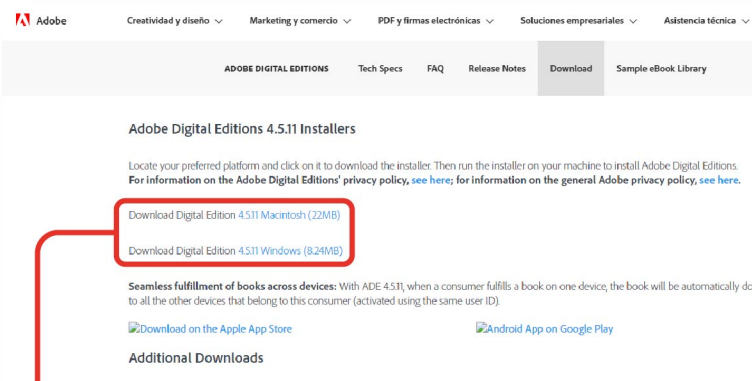 Adobe
Creatividad y diseño
Marketing y comercio
PDF y firmas electrónicas
Soluciones empresariales
Asistencia técnica
ADOBE DIGITAL EDITIONS
Tech Specs
FAQ
Release Notes
Download
Sample eBook Library
Adobe Digital Editions 4.5.11 Installers
Locate your preferred platform and click on it to download the installer. Then run the installer on your machine to install Adobe Digital Editions.
For information on the Adobe Digital Editions' privacy policy, see here; for information on the general Adobe privacy policy, see here.
Download Digital Edition 4.5.11 Macintosh (22MB)
Download Digital Edition 4.5.11 Windows (8.24MB)
Seamless fulfillment of books across devices: With ADE 4.5.11, when a consumer fulfills a book on one device, the book will be automatically do
to all the other devices that belong to this consumer (activated using the same user ID).
Download on the Apple App Store
Android App on Google Play
Additional Downloads